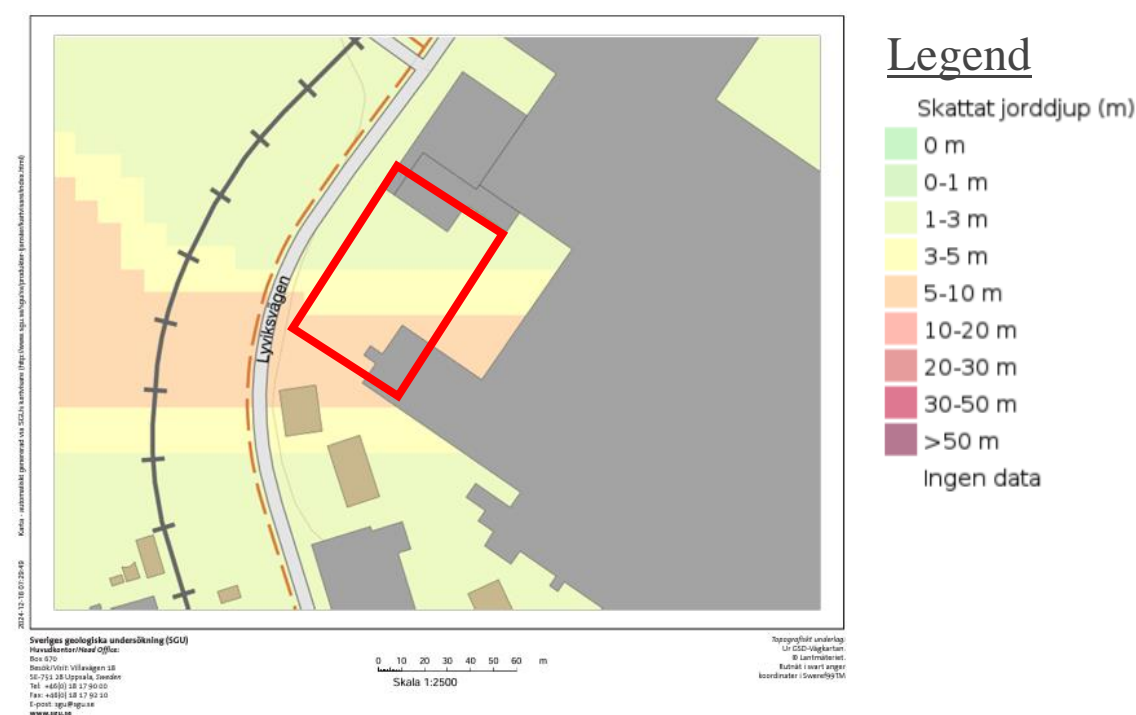 Legend
Skattat jorddjup (m)
0 m
0-1 m
1-3 m
3-5 m
5-10 m
10-20 m
20-30 m
30-50 m
>50 m
Ingen data
Lyviksvägen
2024-12-18 07:29:49
Sveriges geologiska undersökning (SGU)
Huvudkontor/Head Office:
Box 670
Besök/Visit: Villavägen 18
SE-751 28 Uppsala, Sweden
Tel: +46(0) 18 17 90 00
Fax: +46(0) 18 17 92 10
E-post: sgu@sgu.se
www.sgu.se
0 10 20 30 40 50 60 m
Skala 1:2500
Topografiskt underlag:
Ur GSD-Vägkartan.
© Lantmäteriet.
Rutnät i svart anger
koordinater i Sweref99TM